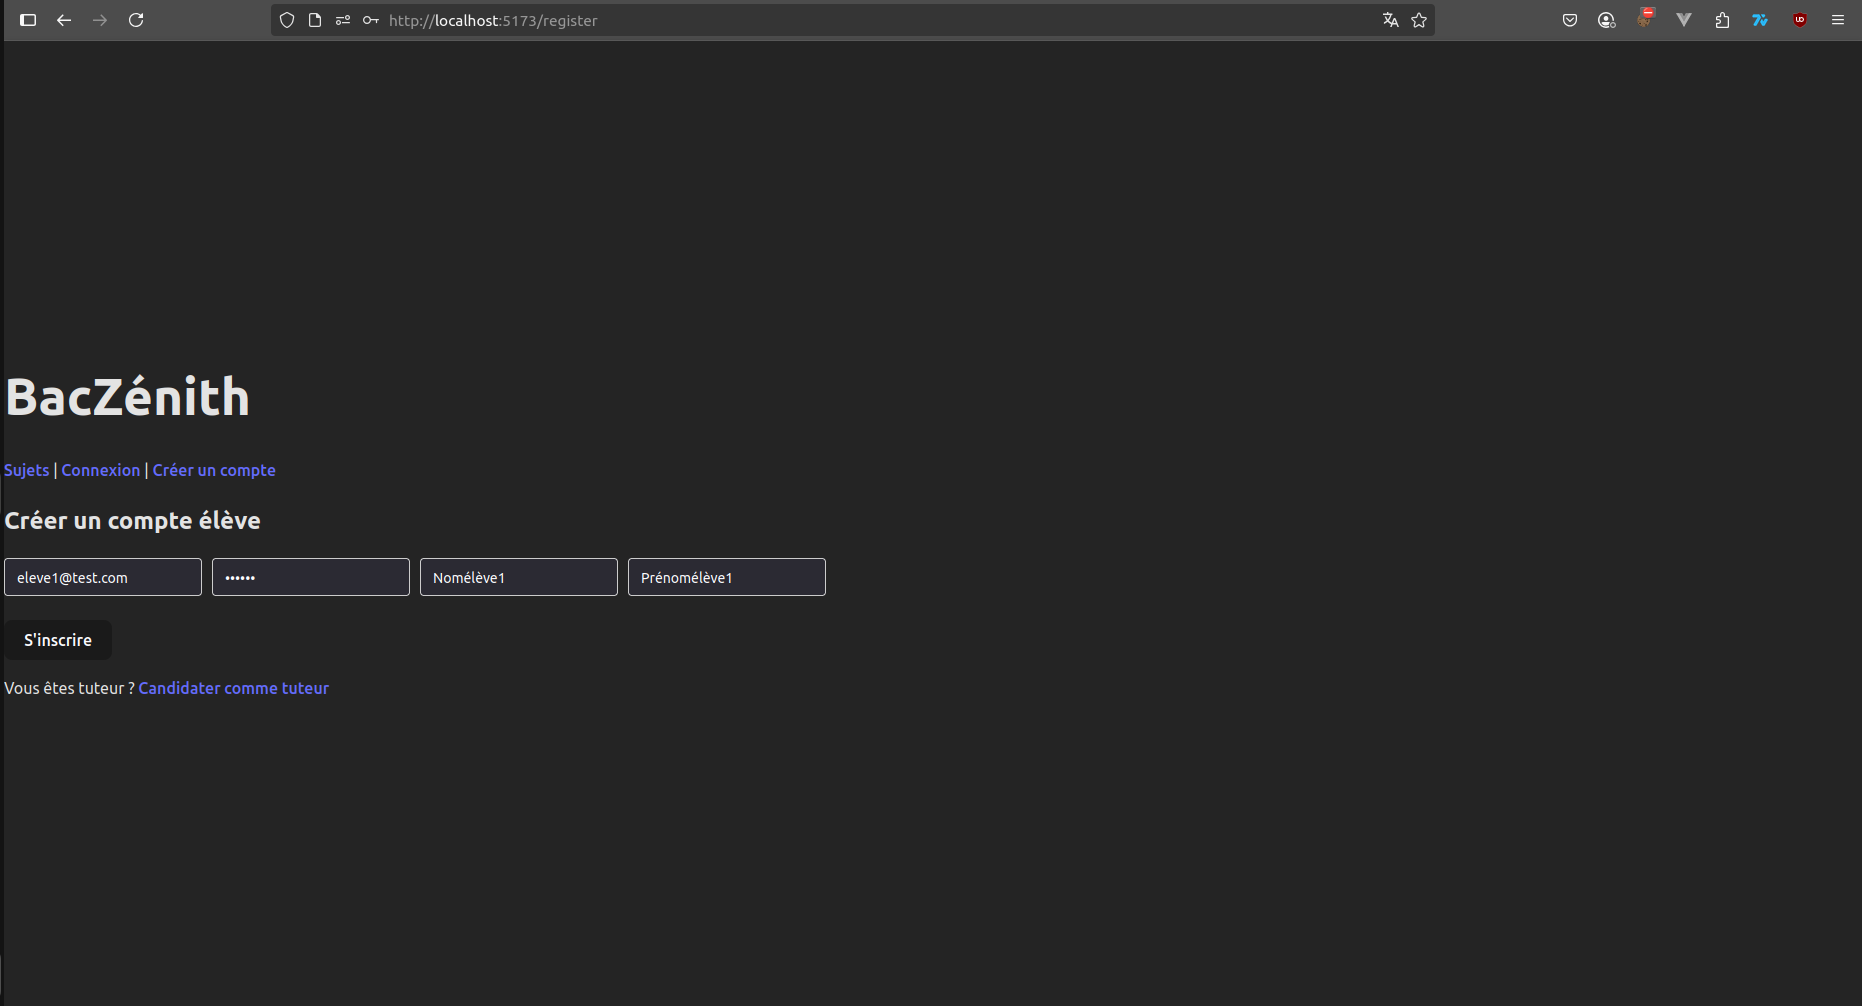 http://localhost:5173/register
BacZénith
Sujets | Connexion | Créer un compte
Créer un compte élève
eleve1@test.com •••••• Nomélève1 Prénomélève1
S'inscrire
Vous êtes tuteur ? Candidater comme tuteur